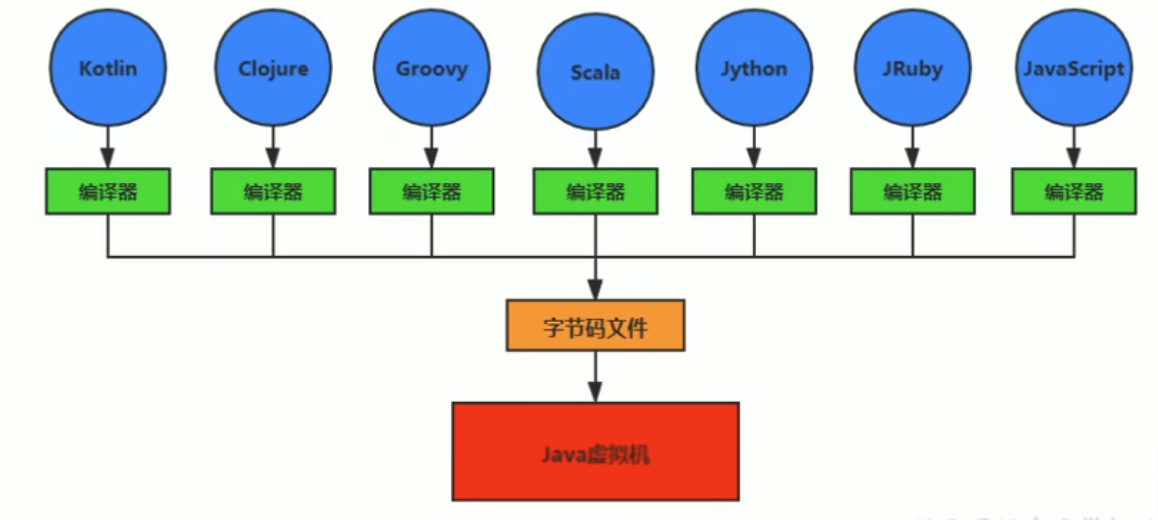 Kotlin
Clojure
Groovy
Scala
Jython
JRuby
JavaScript
编译器
编译器
编译器
编译器
编译器
编译器
编译器
字节码文件
Java虚拟机